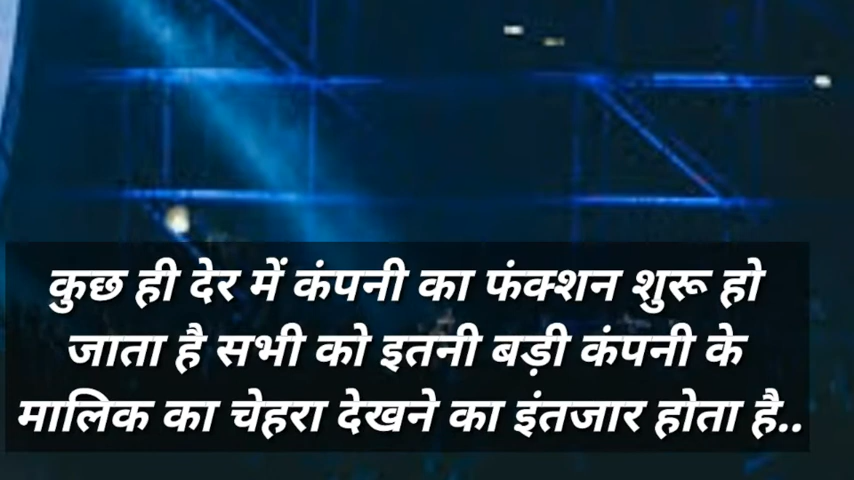 कुछ ही देर में कंपनी का फंक्शन शुरू हो
जाता है सभी को इतनी बड़ी कंपनी के
मालिक का चेहरा देखने का इंतजार होता है..